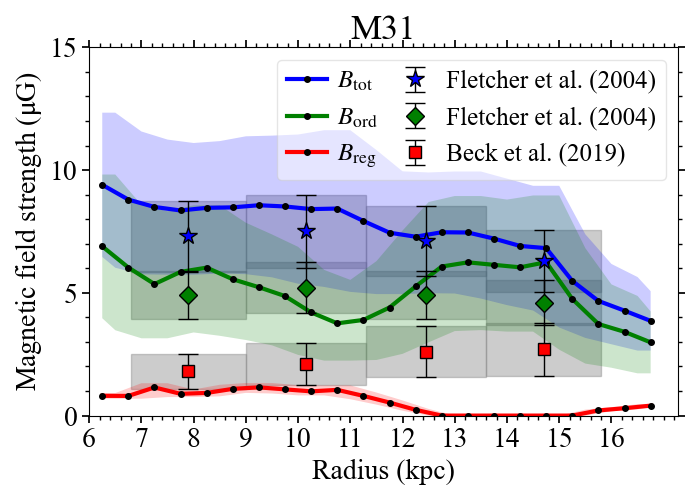 M31
Magnetic field strength (μG)
15
10
5
0
B_tot
B_ord
B_reg
Fletcher et al. (2004)
Fletcher et al. (2004)
Beck et al. (2019)
6 7 8 9 10 11 12 13 14 15 16
Radius (kpc)